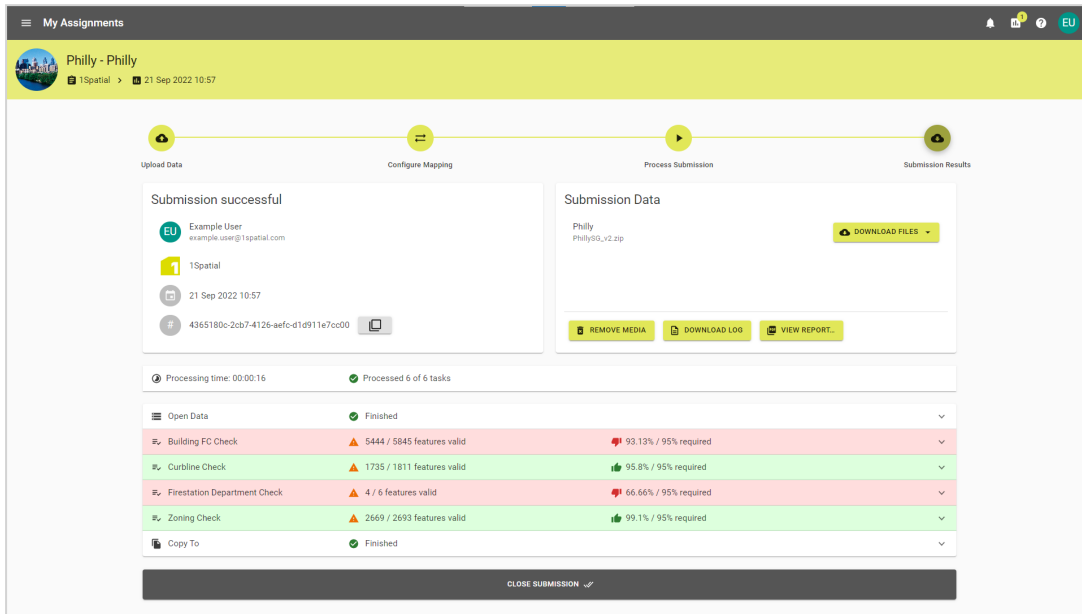 My Assignments
1
EU
Philly - Philly
1Spatial > 21 Sep 2022 10:57
Upload Data
Configure Mapping
Process Submission
Submission Results
Submission successful
EU
Example User
example.user@1spatial.com
1
1Spatial
21 Sep 2022 10:57
# 4365180c-2cb7-4126-aefc-d1d911e7cc00
Submission Data
Philly
PhillySG_v2.zip
DOWNLOAD FILES
REMOVE MEDIA
DOWNLOAD LOG
VIEW REPORT...
Processing time: 00:00:16 Processed 6 of 6 tasks
Open Data Finished
Building FC Check 5444 / 5845 features valid 93.13% / 95% required
Curbline Check 1735 / 1811 features valid 95.8% / 95% required
Firestation Department Check 4 / 6 features valid 66.66% / 95% required
Zoning Check 2669 / 2693 features valid 99.1% / 95% required
Copy To Finished
CLOSE SUBMISSION